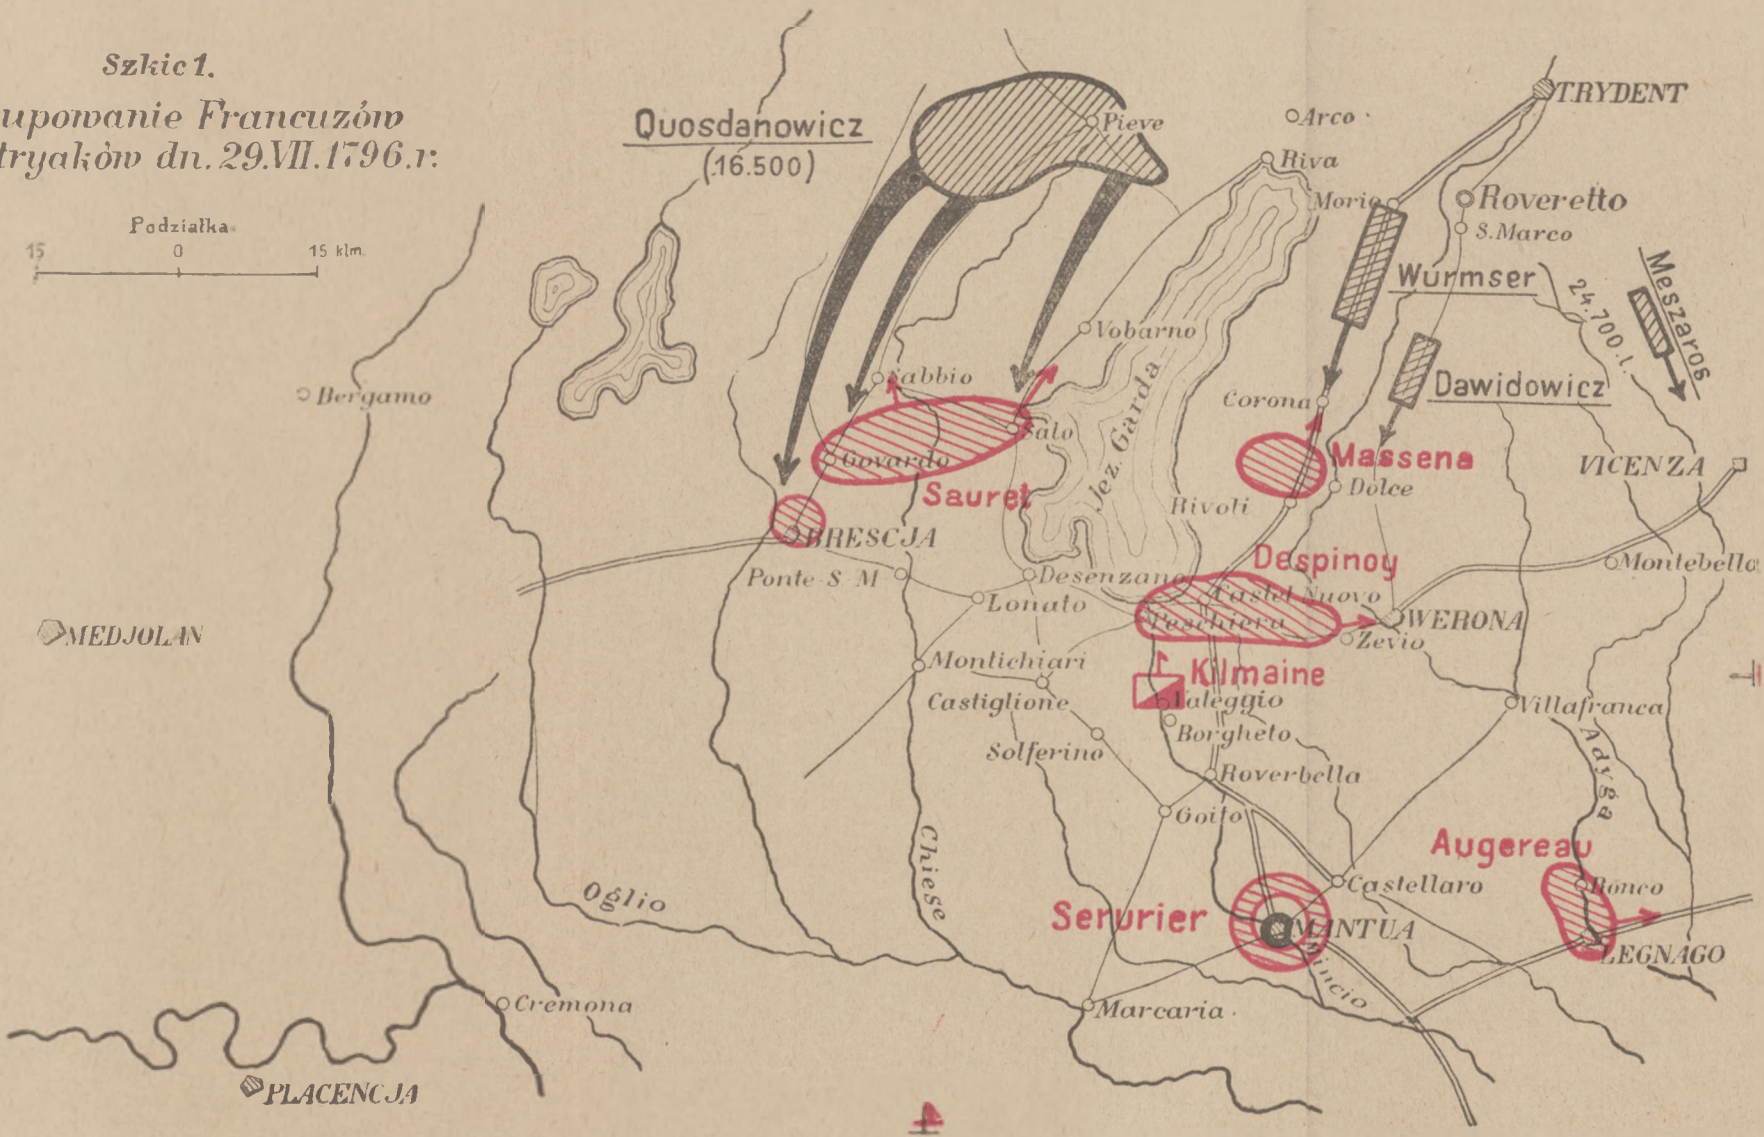 Szkic 1.
upowanie Francuzów
tryaków dn. 29.VII.1796.r.
Podziałka
15 0 15 klm.
Quosdanowicz
(16.500)
Pieve
Arco
TRYDENT
Riva
Morio
Roveretto
S.Marco
Wurmser
24.700.l.
Meszaros
Vobarno
Dawidowicz
Bergamo
Sabbio
Corona
Jez. Garda
Salo
Govardo
Massena
VICENZA
Sauret
Rivoli
Dolce
BRESCJA
Despinoy
Ponte S M
Desenzano
Montebella
Castel Nuovo
Lonato
Peschiera
WERONA
MEDJOLAN
Zevio
Montichiari
Kilmaine
Castiglione
Valeggio
Villafranca
Borgheto
Solferino
Adyga
Roverbella
Goito
Chiese
Augereau
Oglio
Castellaro
Ronco
Serurier
MANTUA
LEGNAGO
Mincio
Cremona
Marcaria
PLACENCJA